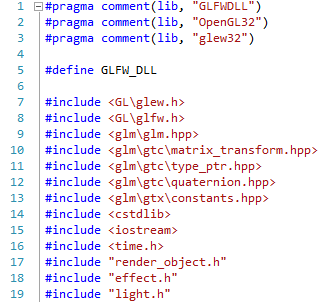 1 #pragma comment(lib, "GLFWDLL")
2 #pragma comment(lib, "OpenGL32")
3 #pragma comment(lib, "glew32")
4
5 #define GLFW_DLL
6
7 #include <GL\glew.h>
8 #include <GL\glfw.h>
9 #include <glm\glm.hpp>
10 #include <glm\gtc\matrix_transform.hpp>
11 #include <glm\gtc\type_ptr.hpp>
12 #include <glm\gtc\quaternion.hpp>
13 #include <glm\gtx\constants.hpp>
14 #include <cstdlib>
15 #include <iostream>
16 #include <time.h>
17 #include "render_object.h"
18 #include "effect.h"
19 #include "light.h"